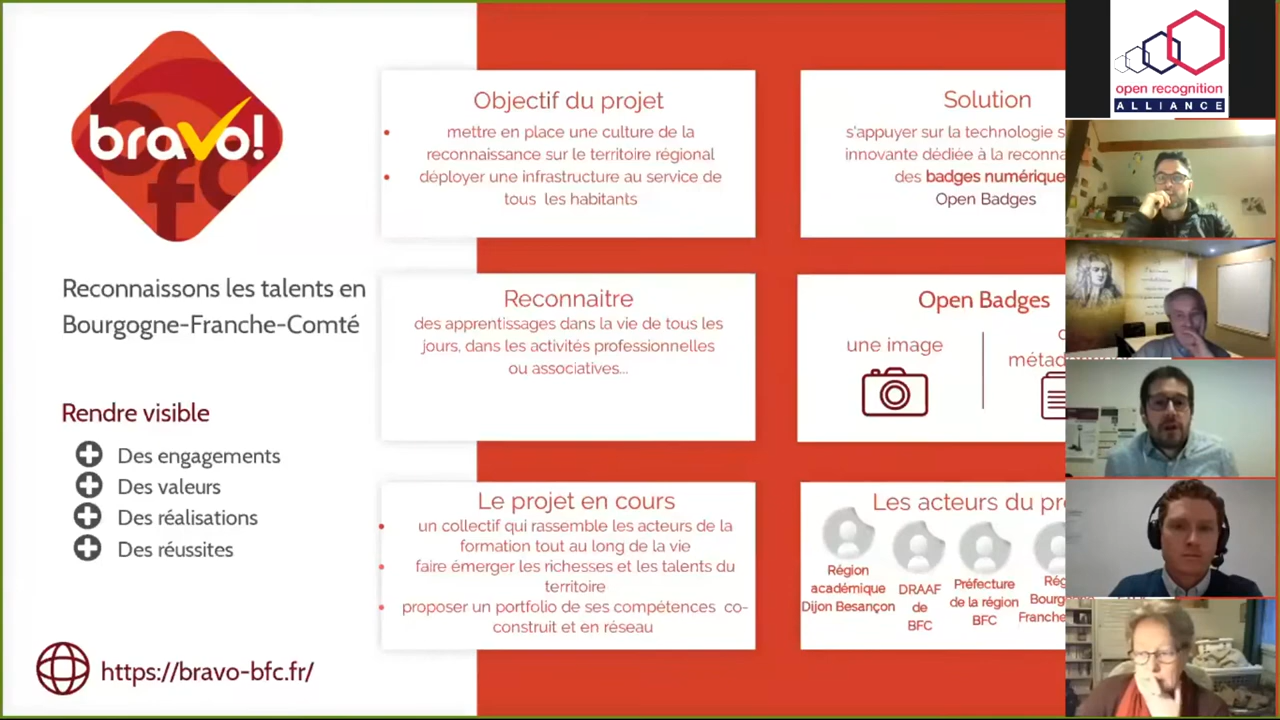 bravo!
bfc
Reconnaissons les talents en
Bourgogne-Franche-Comté
Rendre visible
Des engagements
Des valeurs
Des réalisations
Des réussites
https://bravo-bfc.fr/
Objectif du projet
mettre en place une culture de la
reconnaissance sur le territoire régional
déployer une infrastructure au service de
tous les habitants
Reconnaitre
des apprentissages dans la vie de tous les
jours, dans les activités professionnelles
ou associatives...
Le projet en cours
un collectif qui rassemble les acteurs de la
formation tout au long de la vie
faire émerger les richesses et les talents du
territoire
proposer un portfolio de ses compétences co-
construit et en réseau
Solution
s'appuyer sur la technologie
innovante dédiée à la
des badges numérique
Open Badges
Open Badges
une image
Les acteurs du
Région
académique
Dijon Besançon
DRAAF
de
BFC
Préfecture
de la région
BFC
open recognition
ALLIANCE